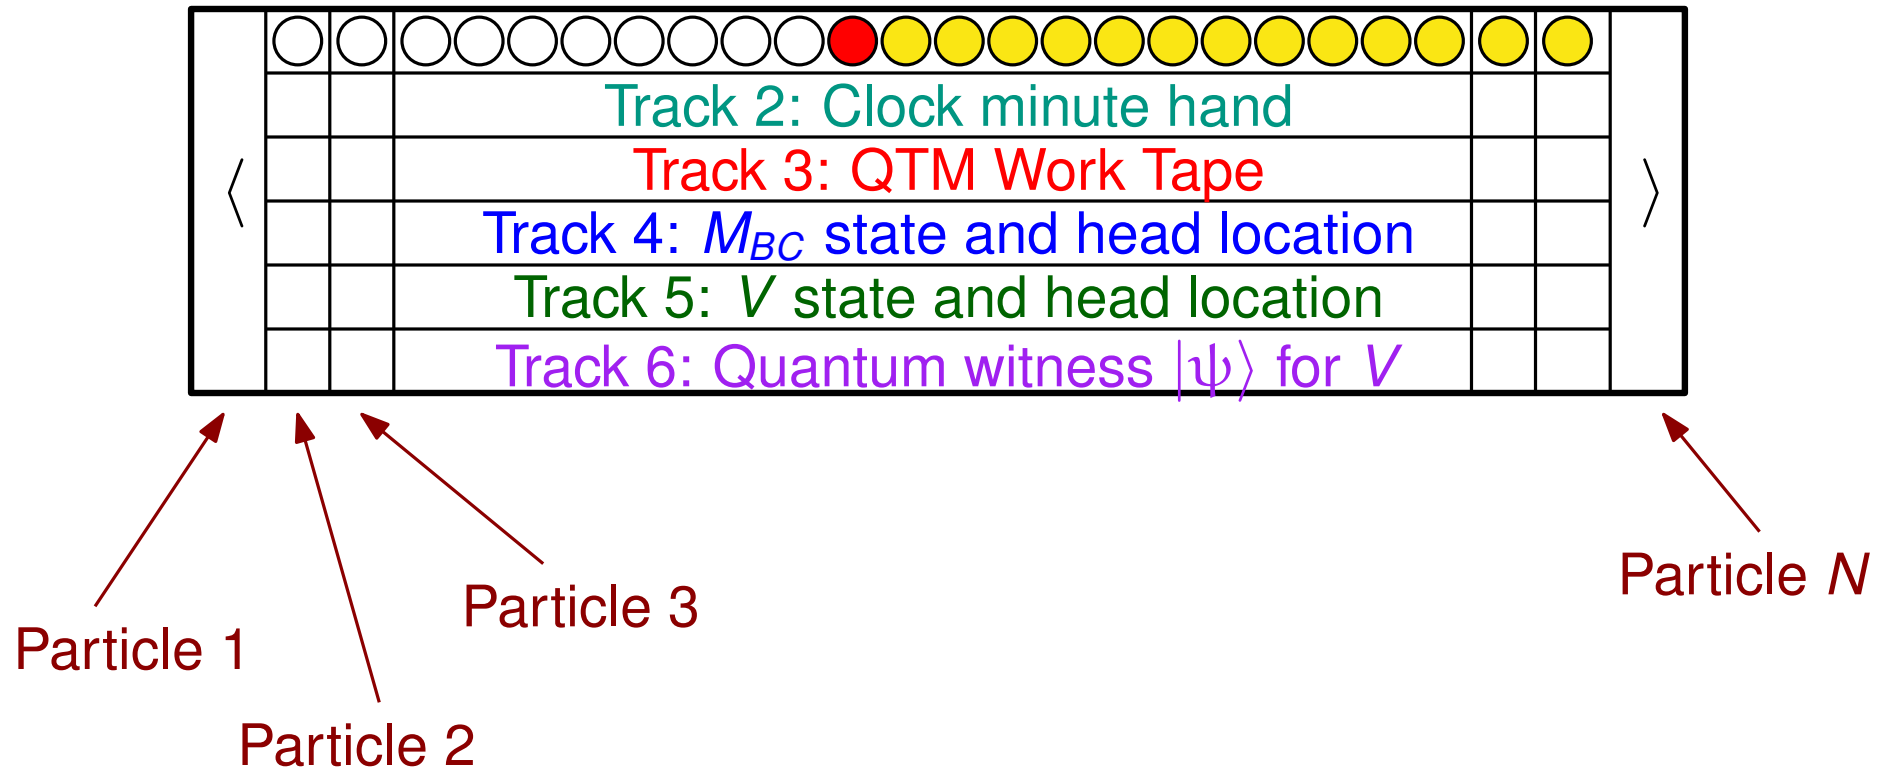 Track 2: Clock minute hand
Track 3: QTM Work Tape
⟨ ⟩
Track 4: M_BC state and head location
Track 5: V state and head location
Track 6: Quantum witness |ψ⟩ for V
Particle 1
Particle 2
Particle 3
Particle N